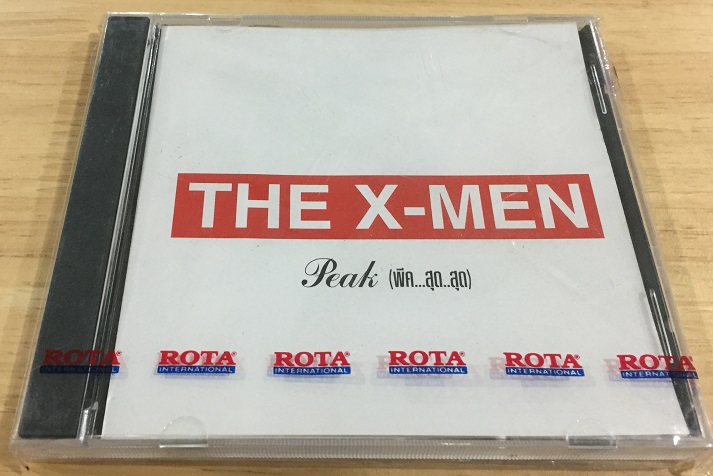 THE X-MEN
Peak (พีค...สุด..สุด)
ROTA® ROTA® ROTA® ROTA® ROTA® ROTA®
INTERNATIONAL INTERNATIONAL INTERNATIONAL INTERNATIONAL INTERNATIONAL INTERNATIONAL